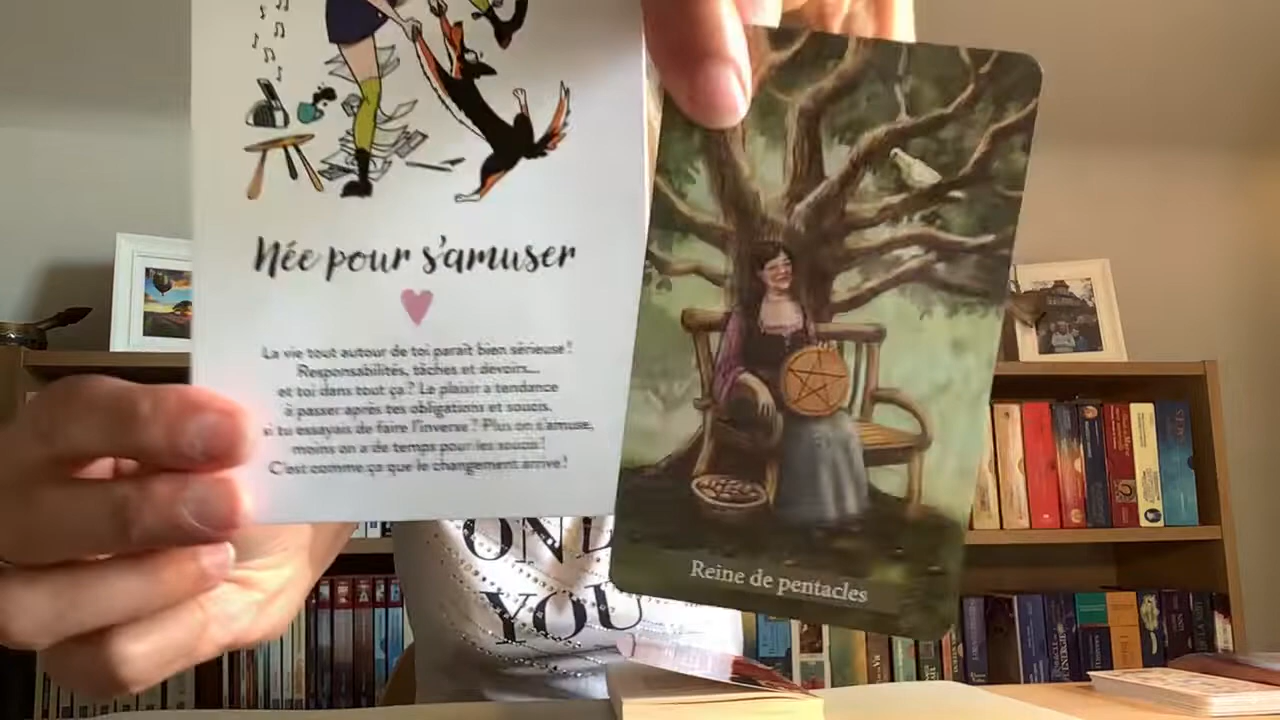 Née pour s'amuser
La vie tout autour de toi paraît bien sérieuse !
Responsabilités, tâches et devoirs...
et toi dans tout ça ? Le plaisir a tendance
à passer après tes obligations et soucis,
si tu essayais de faire l'inverse ? Plus on s'amuse,
moins on a de temps pour les soucis !
C'est comme ça que le changement arrive !
Reine de pentacles
YOU